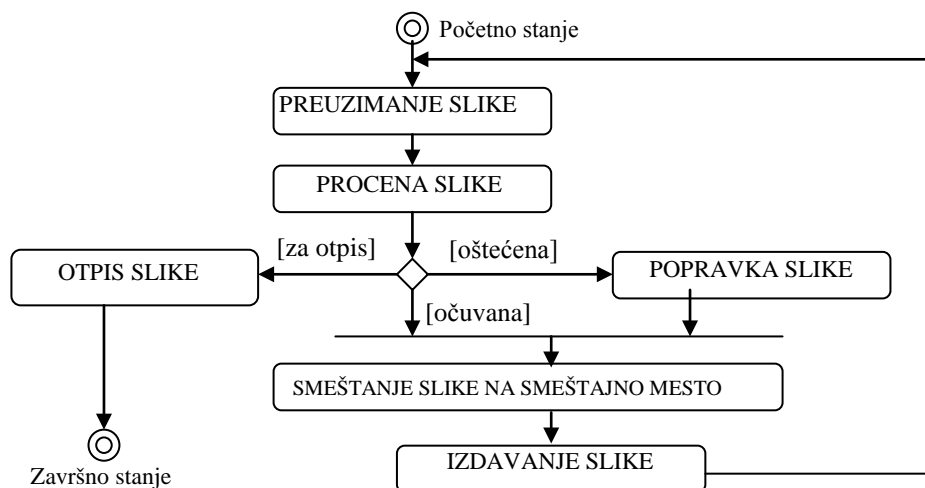 Početno stanje
PREUZIMANJE SLIKE
PROCENA SLIKE
[za otpis]
[oštećena]
OTPIS SLIKE
POPRAVKA SLIKE
[očuvana]
SMEŠTANJE SLIKE NA SMEŠTAJNO MESTO
IZDAVANJE SLIKE
Završno stanje